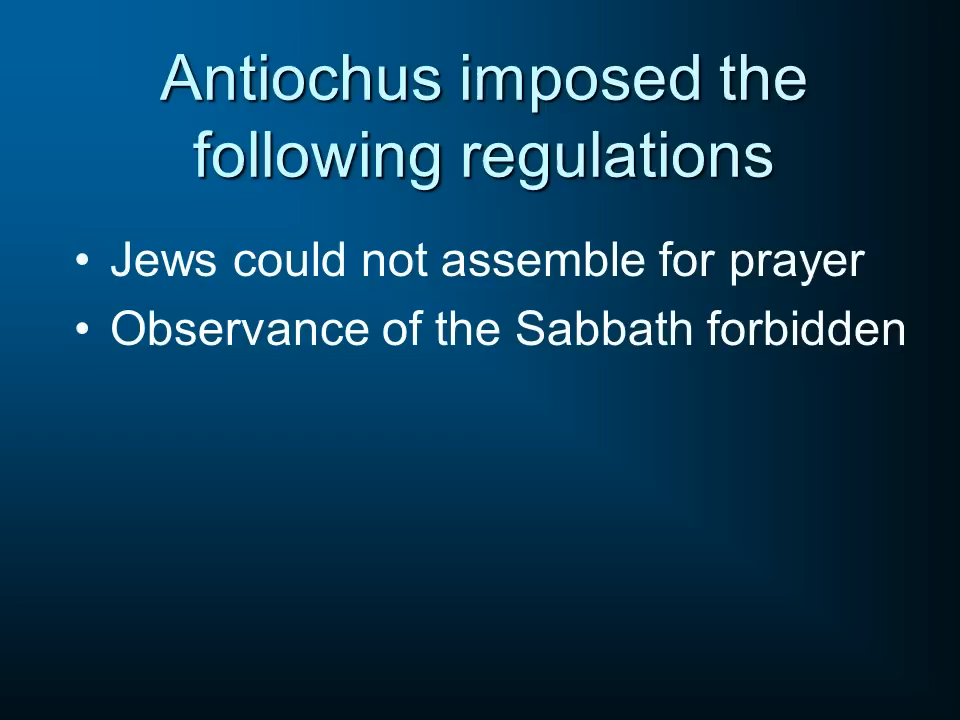 Antiochus imposed the
following regulations
• Jews could not assemble for prayer
• Observance of the Sabbath forbidden